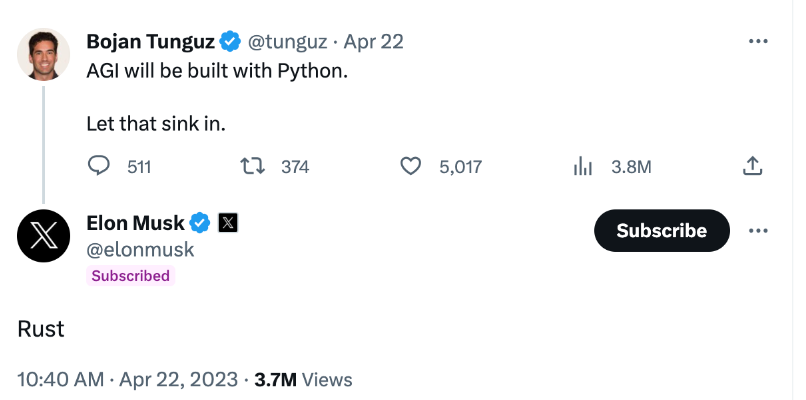 Bojan Tunguz @tunguz · Apr 22
AGI will be built with Python.
Let that sink in.
511 374 5,017 3.8M
Elon Musk X
Subscribe
@elonmusk
Subscribed
Rust
10:40 AM · Apr 22, 2023 · 3.7M Views